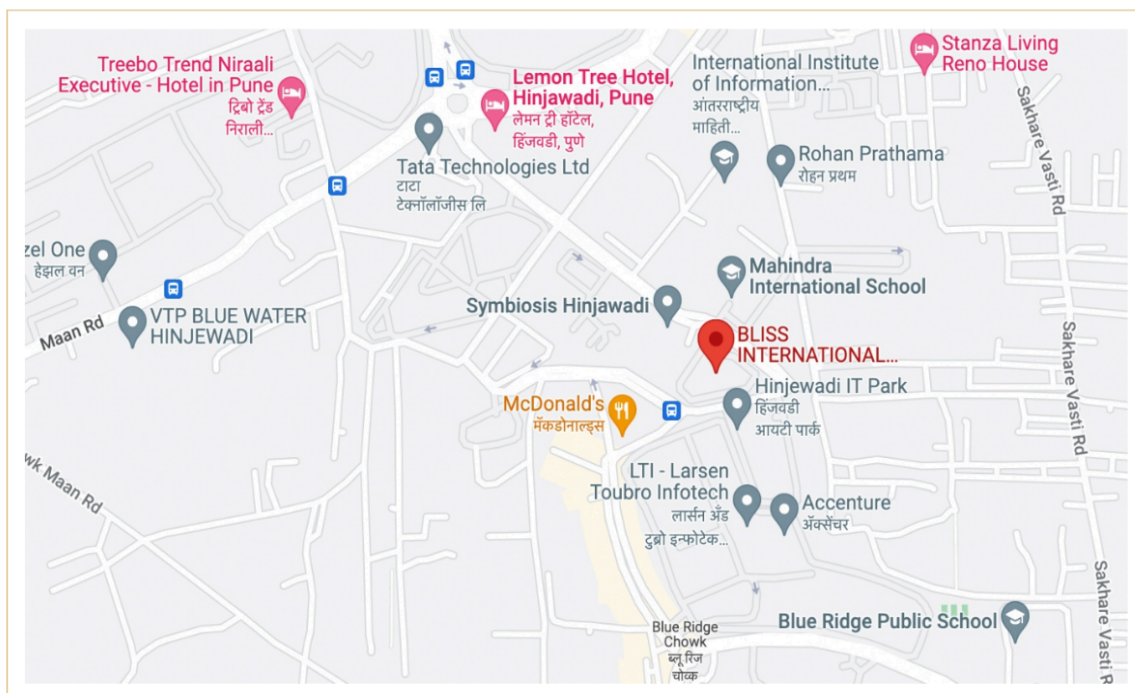 Treebo Trend Niraali
Executive - Hotel in Pune
ट्रिबो ट्रेंड
निराली...
Lemon Tree Hotel,
Hinjawadi, Pune
लेमन ट्री हॉटेल,
हिंजवडी, पुणे
International Institute
of Information...
आंतरराष्ट्रीय
माहिती...
Stanza Living
Reno House
Sakhare Vasti Rd
Tata Technologies Ltd
टाटा
टेक्नॉलॉजीस लि
Rohan Prathama
रोहन प्रथम
zel One
हेझल वन
Mahindra
International School
Symbiosis Hinjawadi
VTP BLUE WATER
HINJEWADI
Maan Rd
BLISS
INTERNATIONAL...
Sakhare Vasti Rd
Hinjewadi IT Park
हिंजवडी
आयटी पार्क
McDonald's
मॅकडोनाल्ड्स
wk Maan Rd
LTI - Larsen
Toubro Infotech
लार्सन अँड
टुब्रो इन्फोटेक...
Accenture
ॲक्सेंचर
Sakhare Vasti Rd
Blue Ridge Public School
Blue Ridge
Chowk
ब्लू रिज
चोव्क